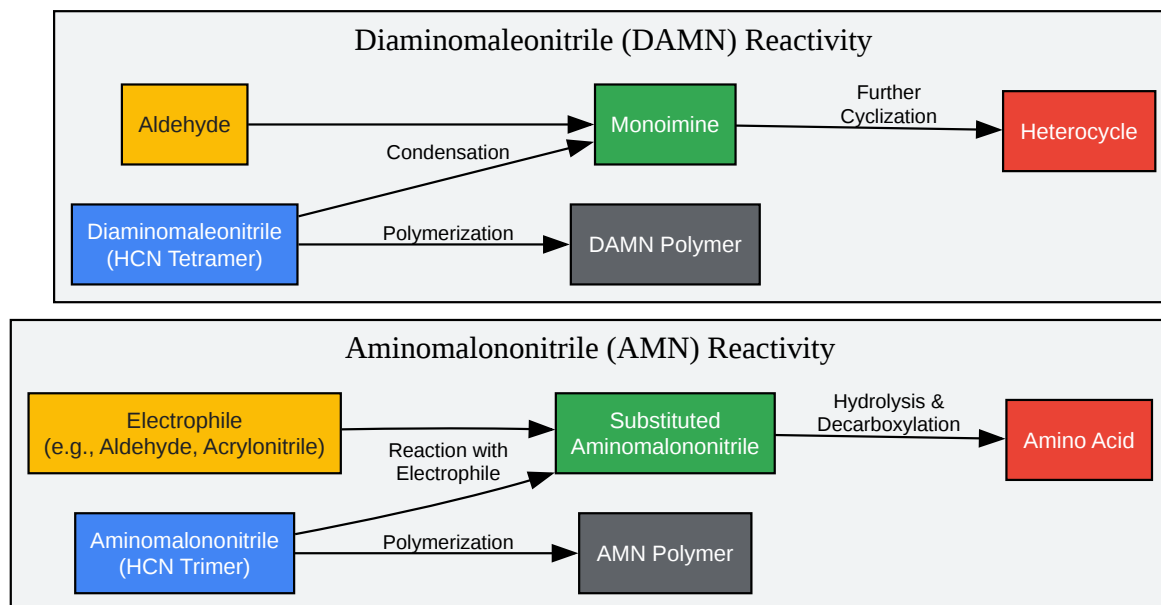 Diaminomaleonitrile (DAMN) Reactivity
Aldehyde
Monoimine
Further
Cyclization
Heterocycle
Condensation
Diaminomaleonitrile
(HCN Tetramer)
Polymerization
DAMN Polymer
Aminomalononitrile (AMN) Reactivity
Electrophile
(e.g., Aldehyde, Acrylonitrile)
Substituted
Aminomalononitrile
Hydrolysis &
Decarboxylation
Amino Acid
Reaction with
Electrophile
Aminomalononitrile
(HCN Trimer)
Polymerization
AMN Polymer